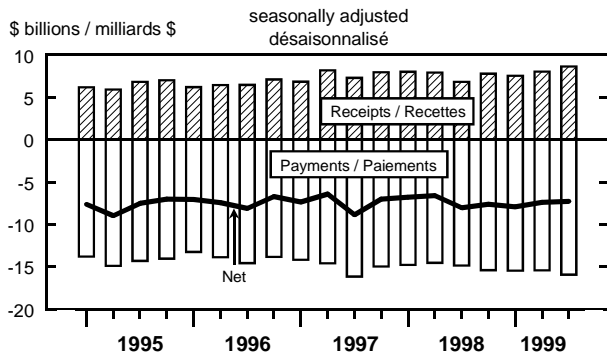 $ billions / milliards $
seasonally adjusted
désaisonnalisé
10
5
0
-5
-10
-15
-20
Receipts / Recettes
Payments / Paiements
Net
1995 1996 1997 1998 1999